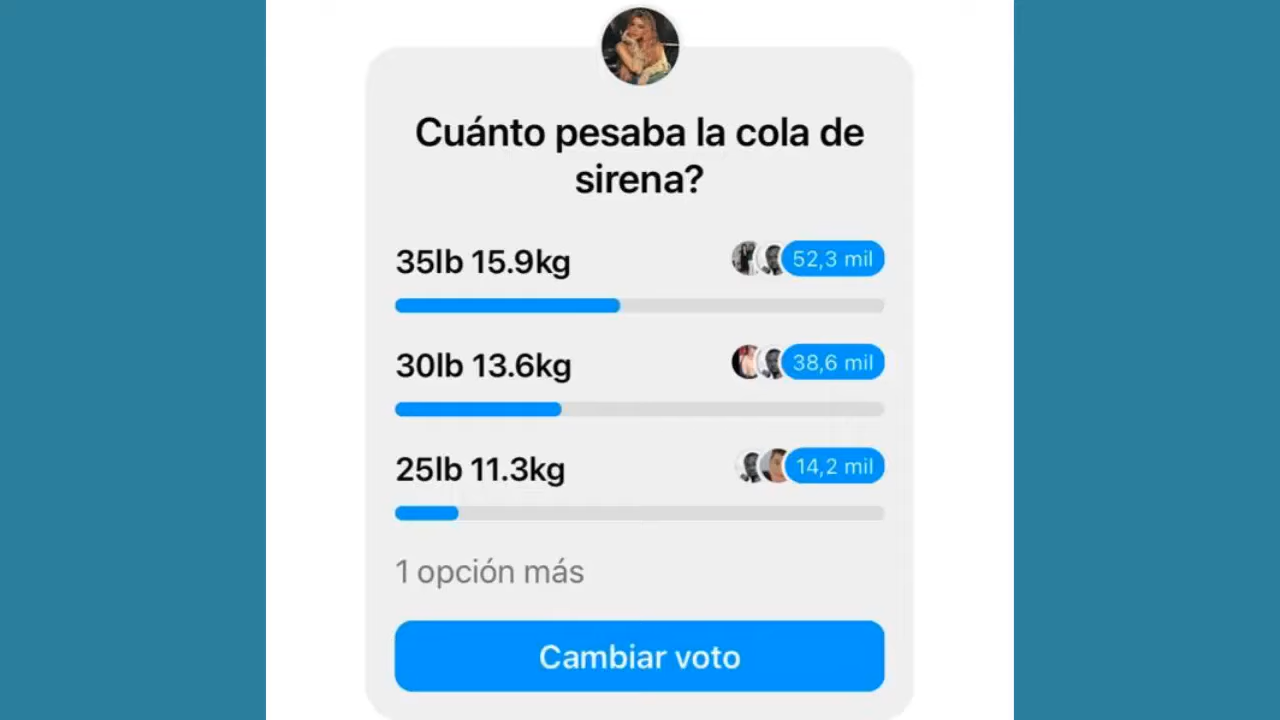 Cuánto pesaba la cola de
sirena?
35lb 15.9kg
52,3 mil
30lb 13.6kg
38,6 mil
25lb 11.3kg
14,2 mil
1 opción más
Cambiar voto